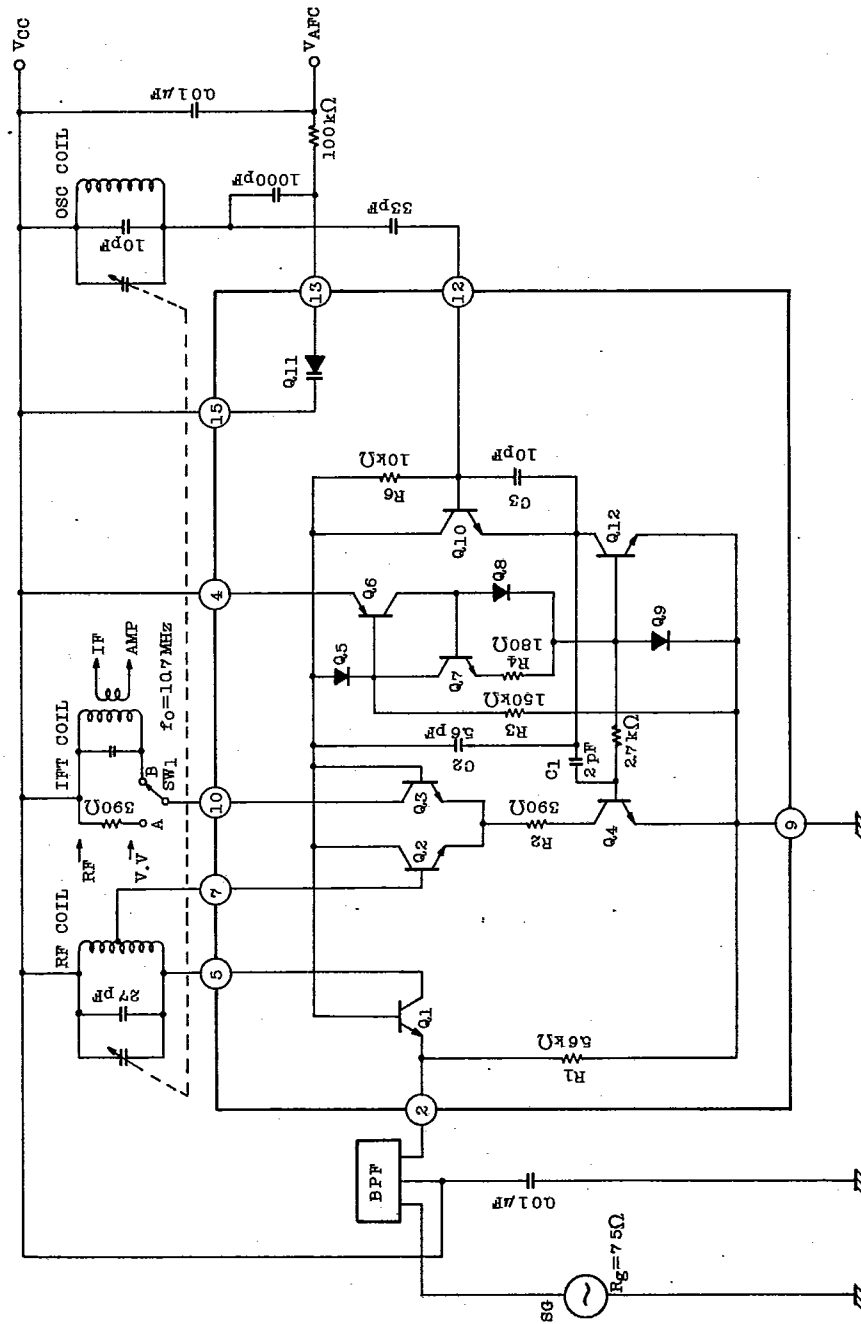 VCC
VAFC
0.01µF
100kΩ
OSC COIL
10pF
1000pF
33pF
13
12
15
Q11
IFT COIL
IF
AMP
fo=10.7MHz
390Ω
A
B
SW1
RF
V.V
RF COIL
27pF
4
10
7
5
R6
10kΩ
C3
10pF
Q10
Q12
Q6
Q8
Q5
Q7
R4
180Ω
Q9
R3
150kΩ
C2
5.6pF
C1
2pF
2.7kΩ
Q3
Q2
R2
390Ω
Q4
9
Q1
R1
5.6kΩ
2
BPF
0.01µF
SG
Rg=75Ω